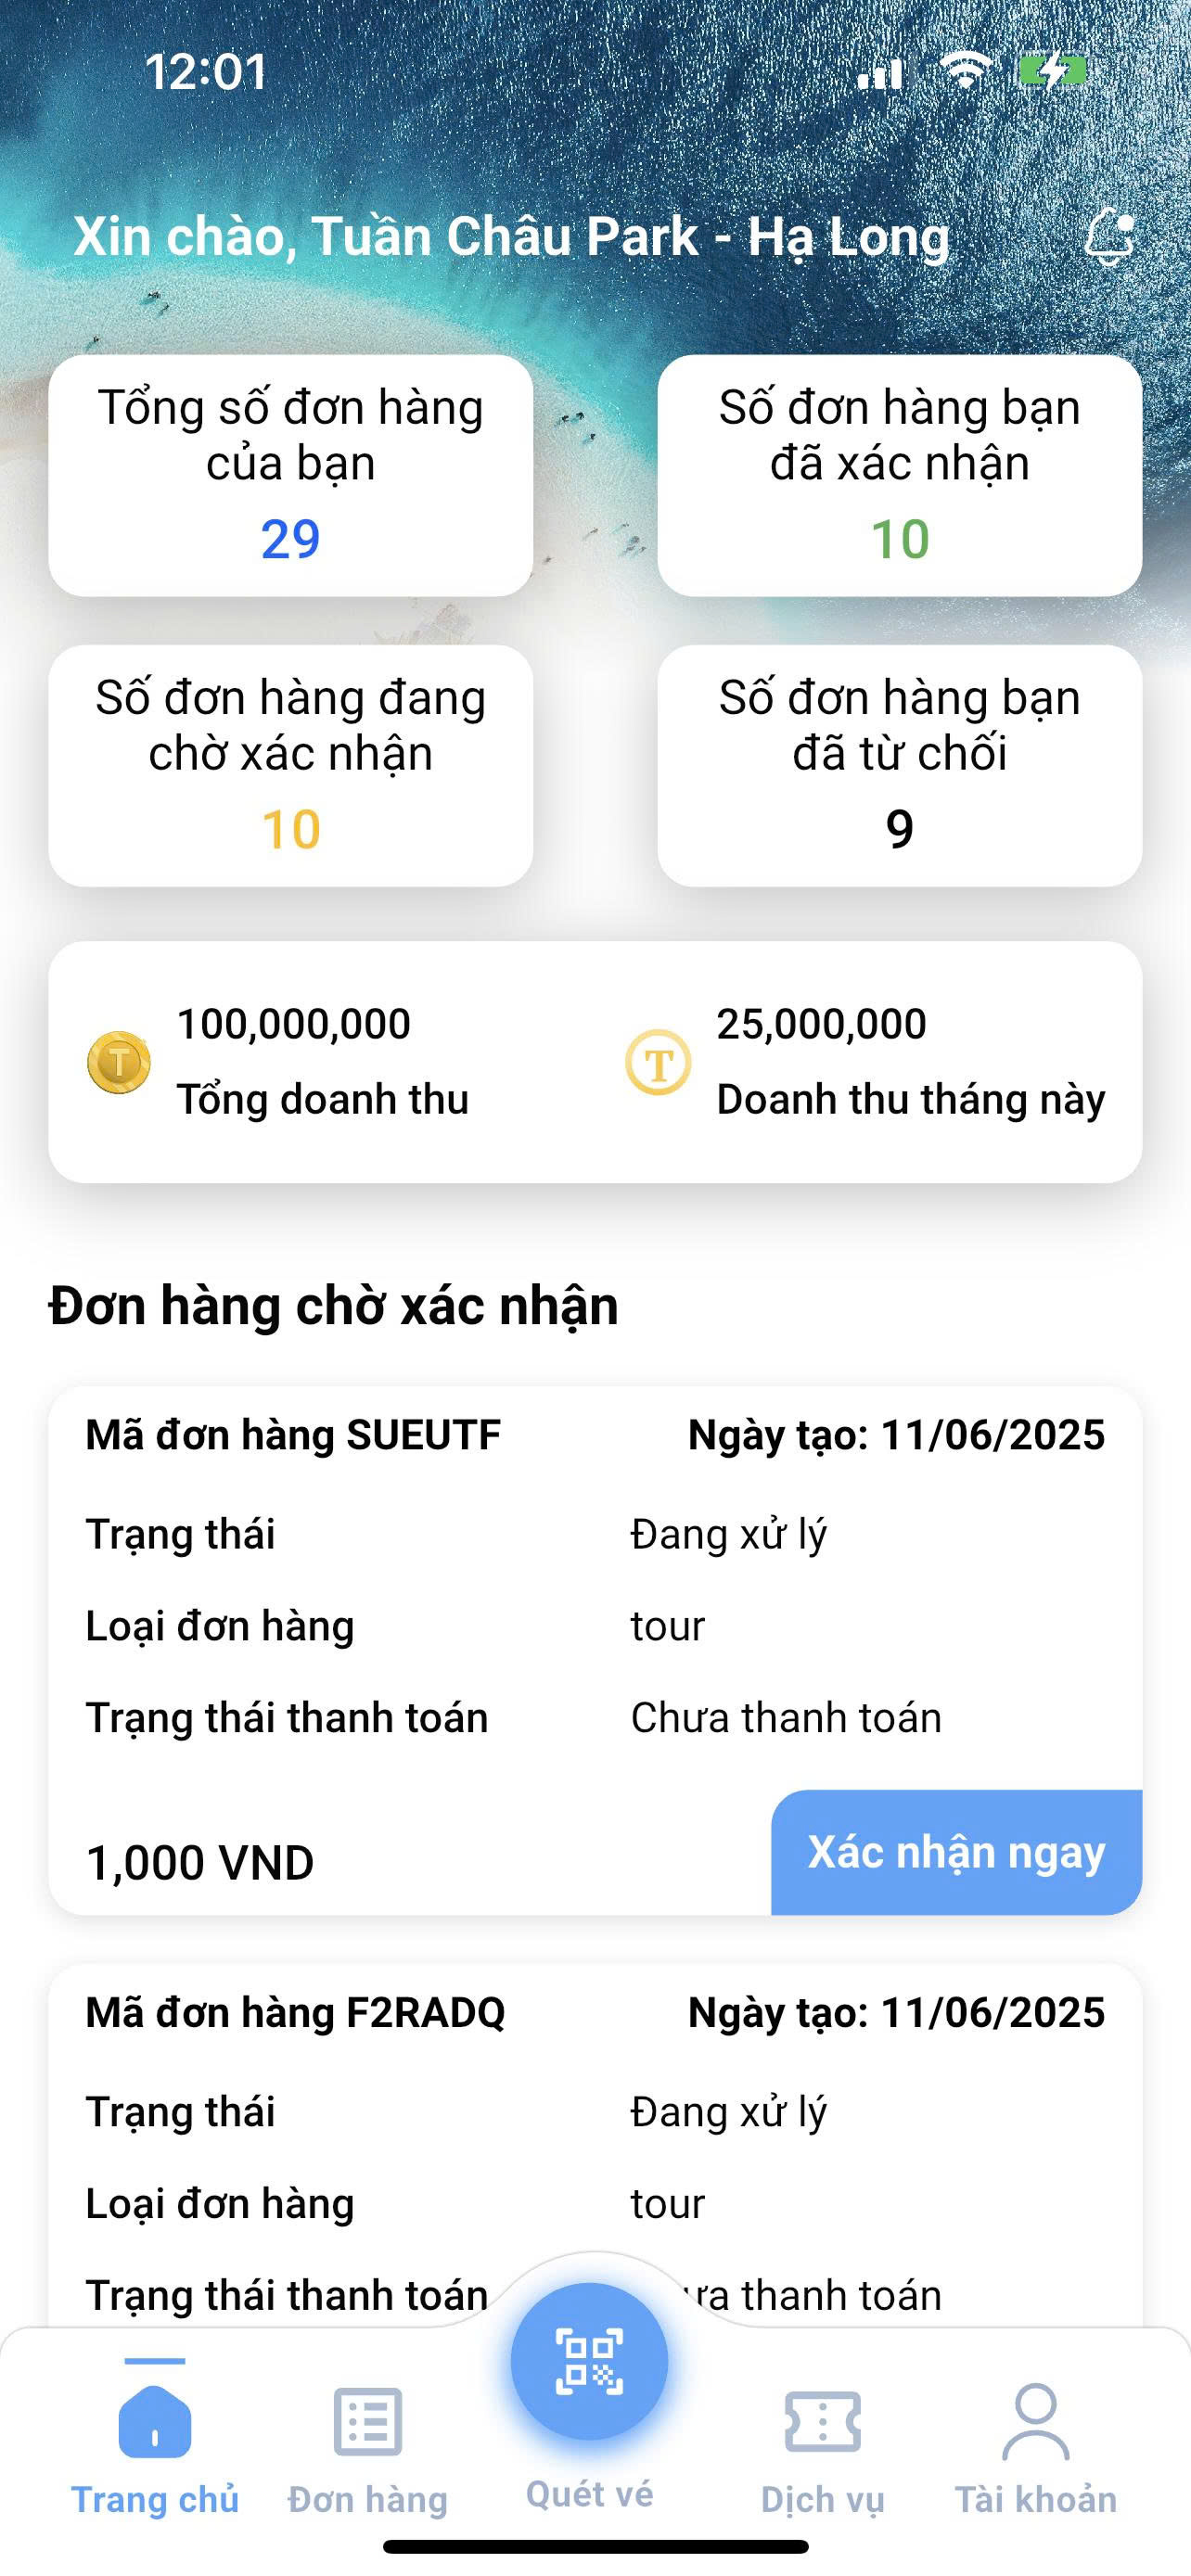 12:01
Xin chào, Tuần Châu Park - Hạ Long
Tổng số đơn hàng
của bạn
29
Số đơn hàng bạn
đã xác nhận
10
Số đơn hàng đang
chờ xác nhận
10
Số đơn hàng bạn
đã từ chối
9
T
100,000,000
Tổng doanh thu
T
25,000,000
Doanh thu tháng này
Đơn hàng chờ xác nhận
Mã đơn hàng SUEUTF
Ngày tạo: 11/06/2025
Trạng thái
Đang xử lý
Loại đơn hàng
tour
Trạng thái thanh toán
Chưa thanh toán
1,000 VND
Xác nhận ngay
Mã đơn hàng F2RADQ
Ngày tạo: 11/06/2025
Trạng thái
Đang xử lý
Loại đơn hàng
tour
Trạng thái thanh toán
thanh toán
Trang chủ
Đơn hàng
Quét vé
Dịch vụ
Tài khoản